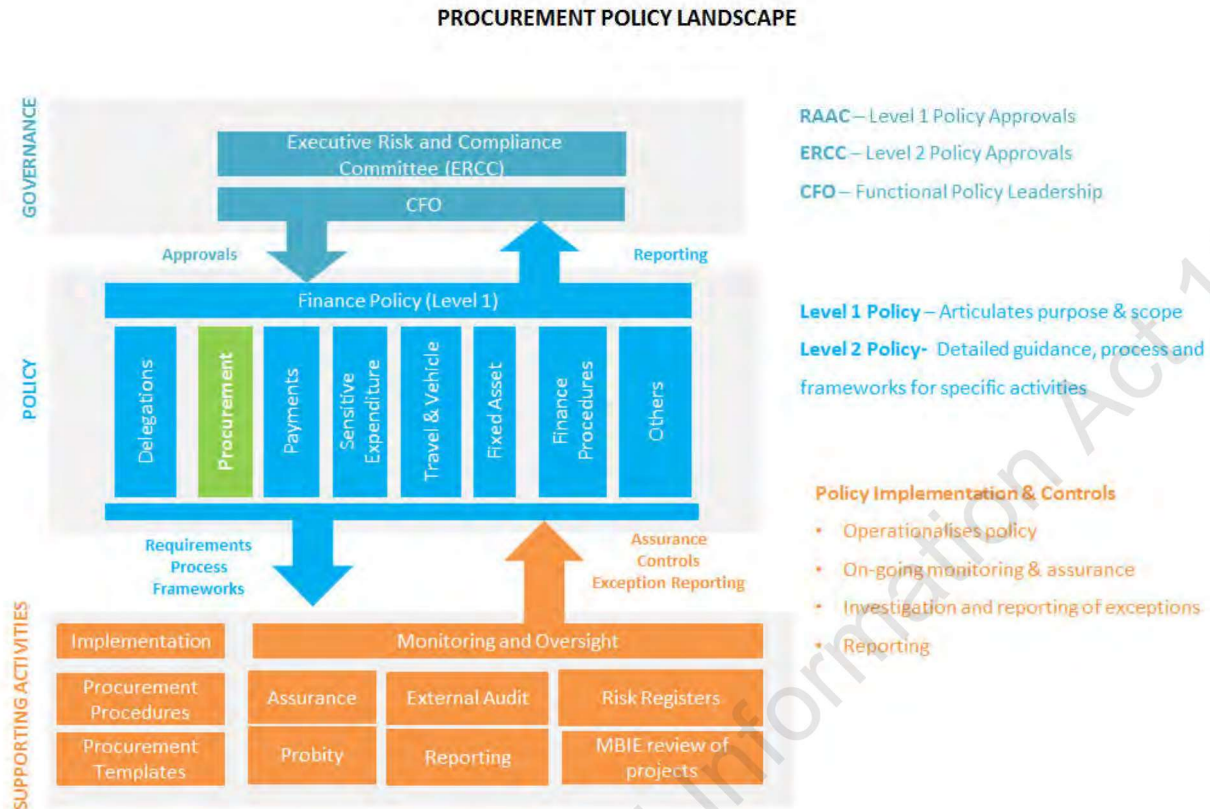 PROCUREMENT POLICY LANDSCAPE
GOVERNANCE
Executive Risk and Compliance
Committee (ERCC)
CFO
RAAC – Level 1 Policy Approvals
ERCC – Level 2 Policy Approvals
CFO – Functional Policy Leadership
Approvals
Reporting
POLICY
Finance Policy (Level 1)
Delegations
Procurement
Payments
Sensitive
Expenditure
Travel & Vehicle
Fixed Asset
Finance
Procedures
Others
Level 1 Policy – Articulates purpose & scope
Level 2 Policy- Detailed guidance, process and
frameworks for specific activities
Requirements
Process
Frameworks
Assurance
Controls
Exception Reporting
Policy Implementation & Controls
• Operationalises policy
• On-going monitoring & assurance
• Investigation and reporting of exceptions
• Reporting
SUPPORTING ACTIVITIES
Implementation
Monitoring and Oversight
Procurement
Procedures
Assurance
External Audit
Risk Registers
Procurement
Templates
Probity
Reporting
MBIE review of
projects
Information Act 1